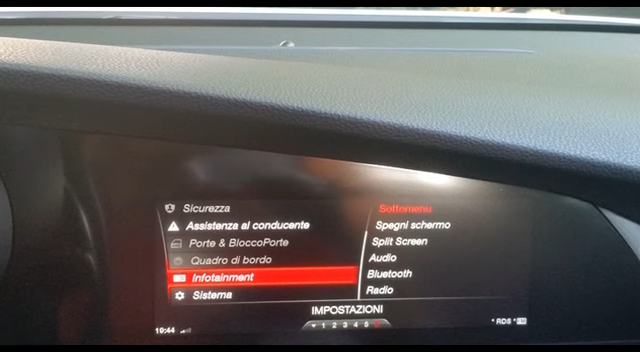 Sicurezza
Assistenza al conducente
Porte & BloccoPorte
Quadro di bordo
Infotainment
Sistema
Sottomenu
Spegni schermo
Split Screen
Audio
Bluetooth
Radio
IMPOSTAZIONI
19:44
1 2 3 4 5
RDS